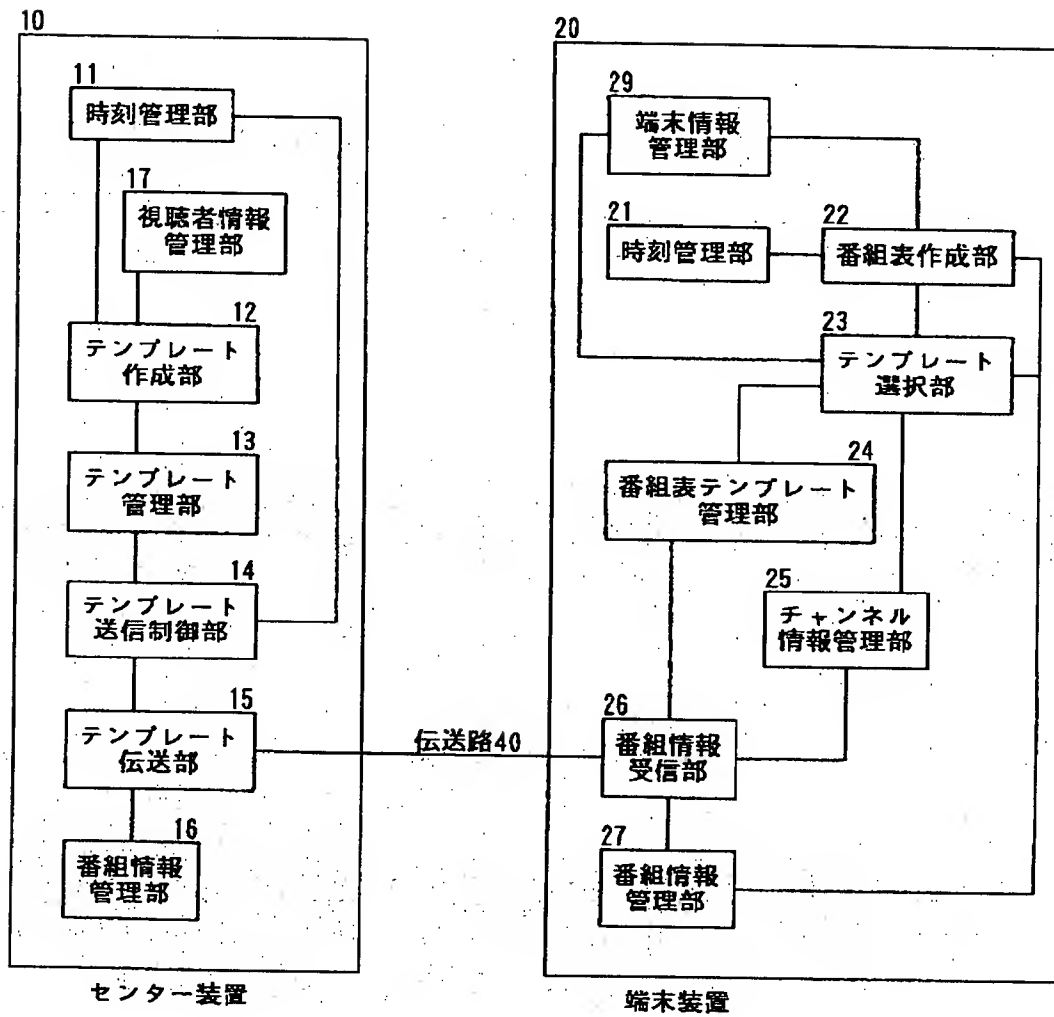 10
11
時刻管理部
17
視聴者情報
管理部
12
テンプレート
作成部
13
テンプレート
管理部
14
テンプレート
送信制御部
15
テンプレート
伝送部
16
番組情報
管理部
センター装置
伝送路40
20
29
端末情報
管理部
21
時刻管理部
22
番組表作成部
23
テンプレート
選択部
24
番組表テンプレート
管理部
25
チャンネル
情報管理部
26
番組情報
受信部
27
番組情報
管理部
端末装置